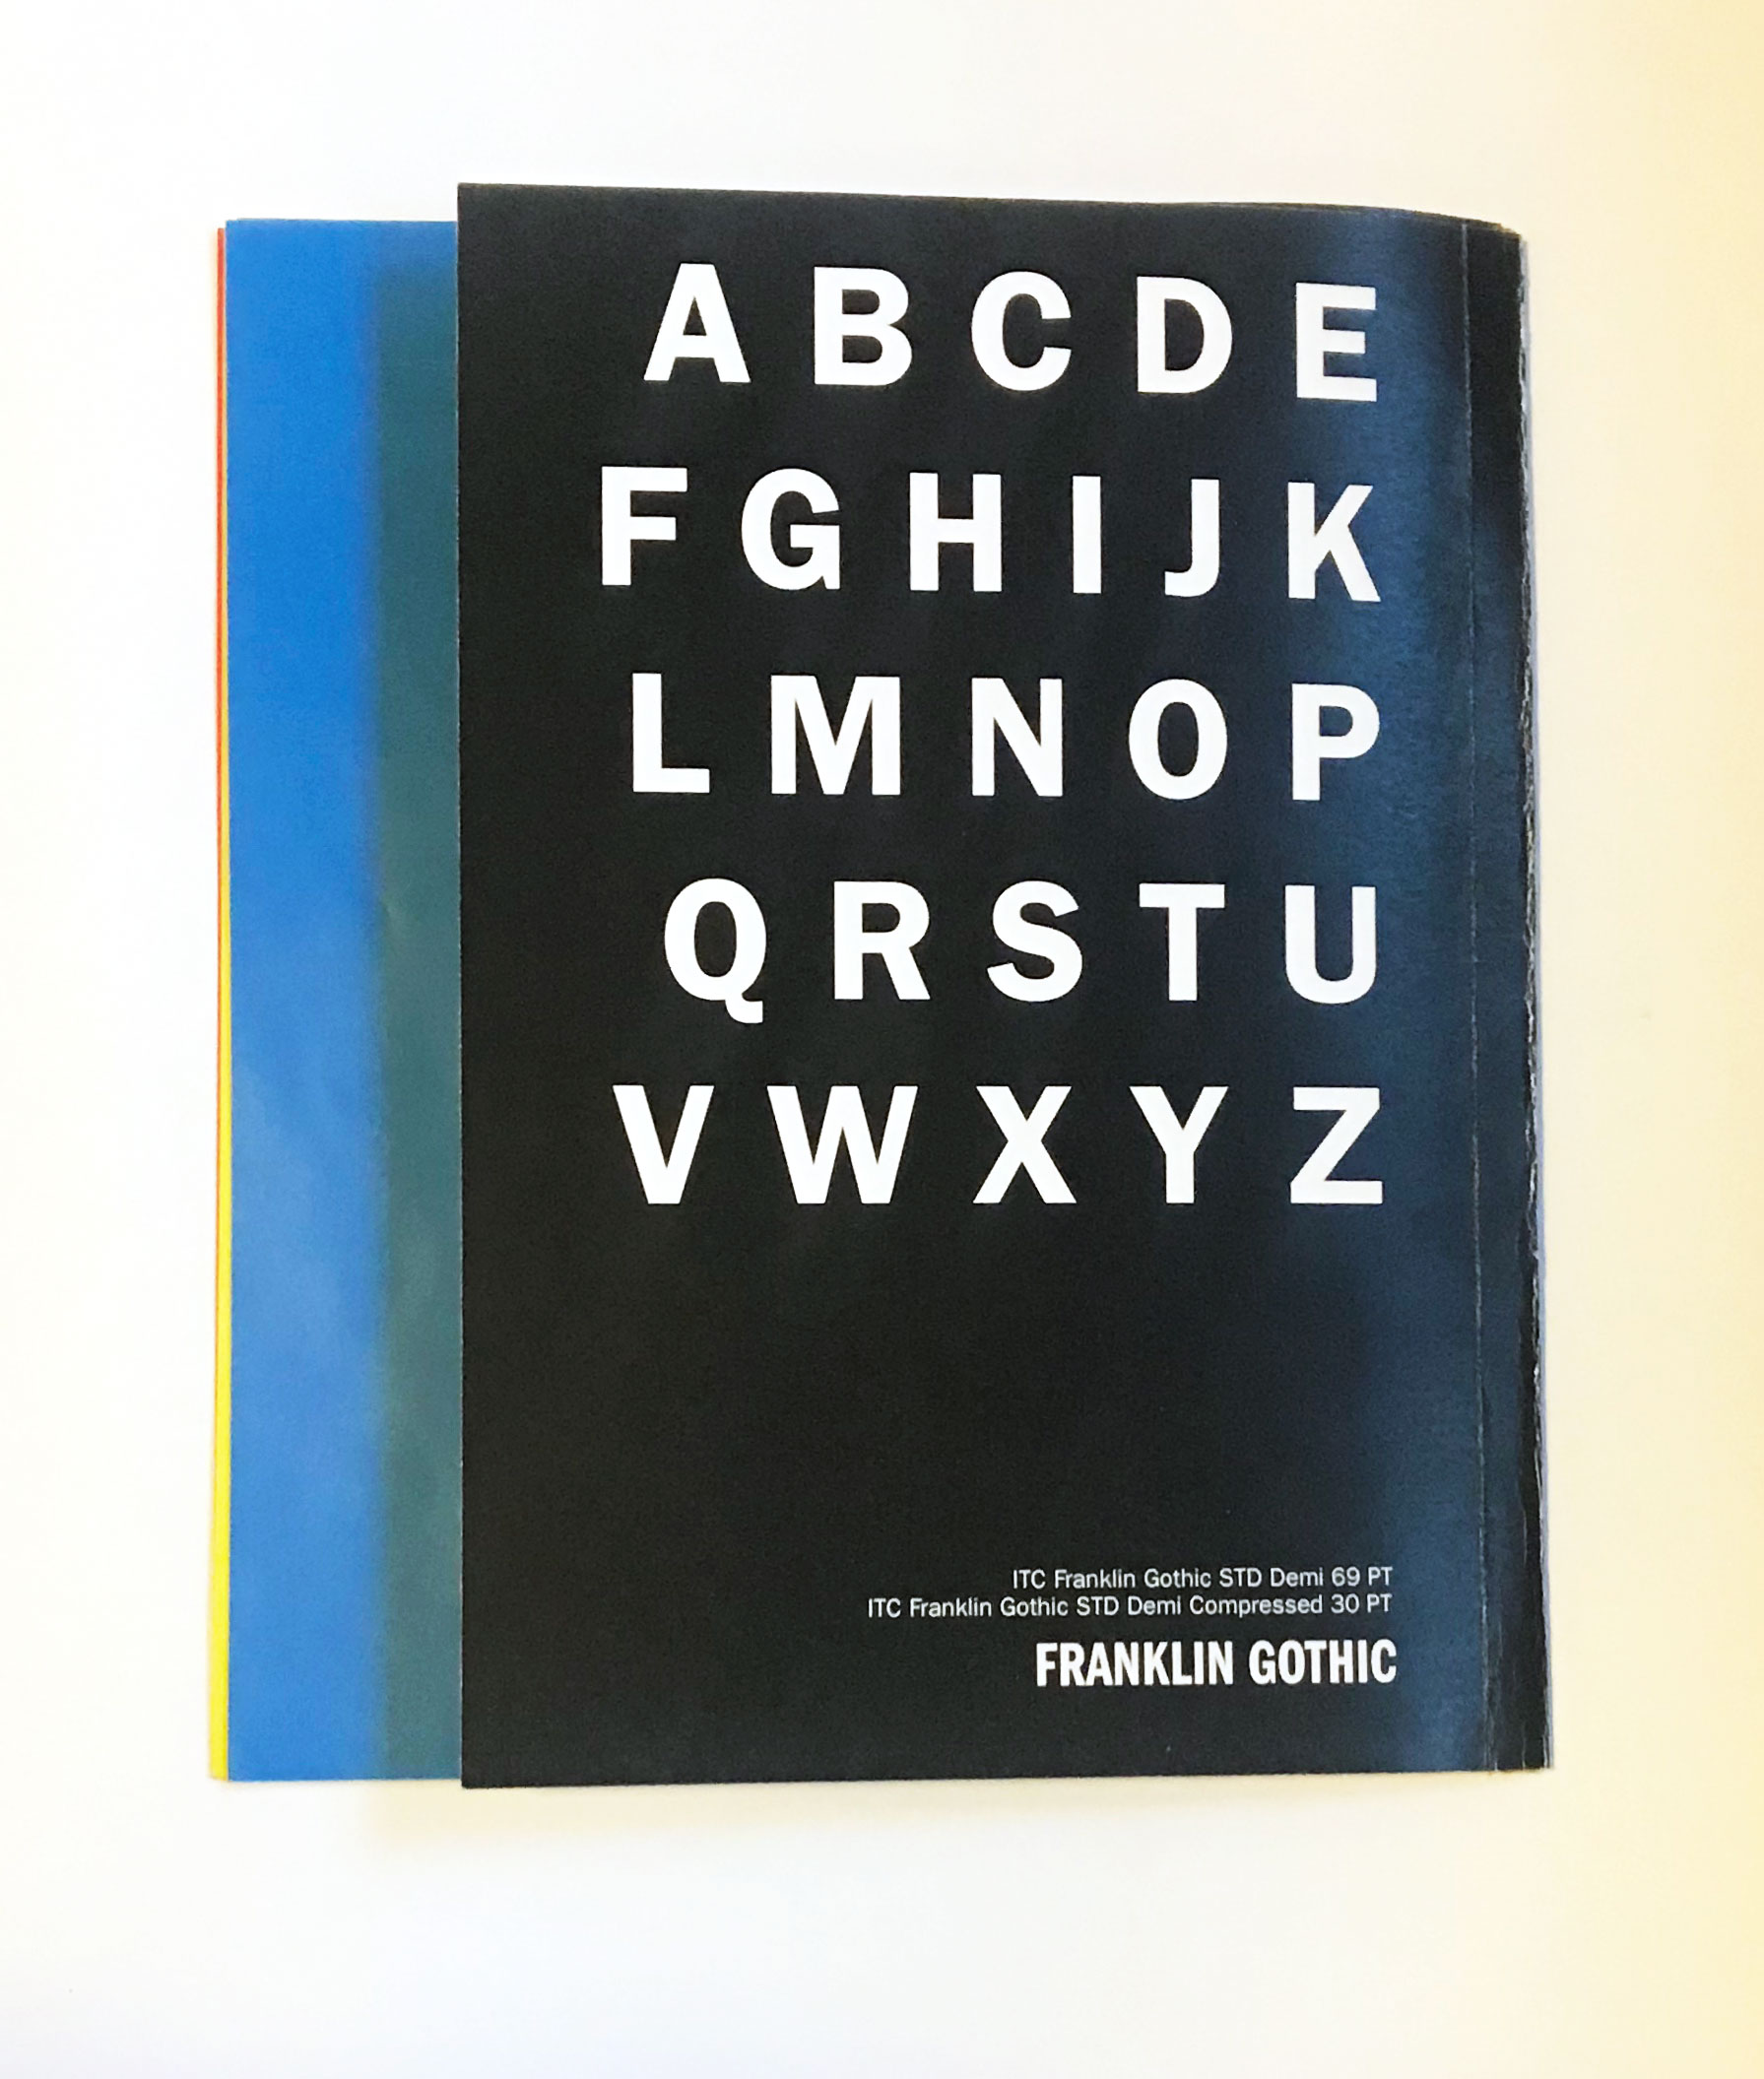 A B C D E
F G H I J K
L M N O P
Q R S T U
V W X Y Z
ITC Franklin Gothic STD Demi 69 PT
ITC Franklin Gothic STD Demi Compressed 30 PT
FRANKLIN GOTHIC